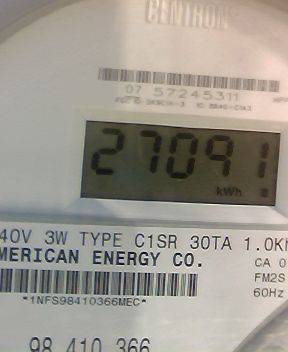 CENTRON
07 57245311
27091
kWh
40V 3W TYPE C1SR 30TA 1.0Kh
MERICAN ENERGY CO.
CA 0
FM2S
60Hz
*1NFS98410366MEC*
98 410 366